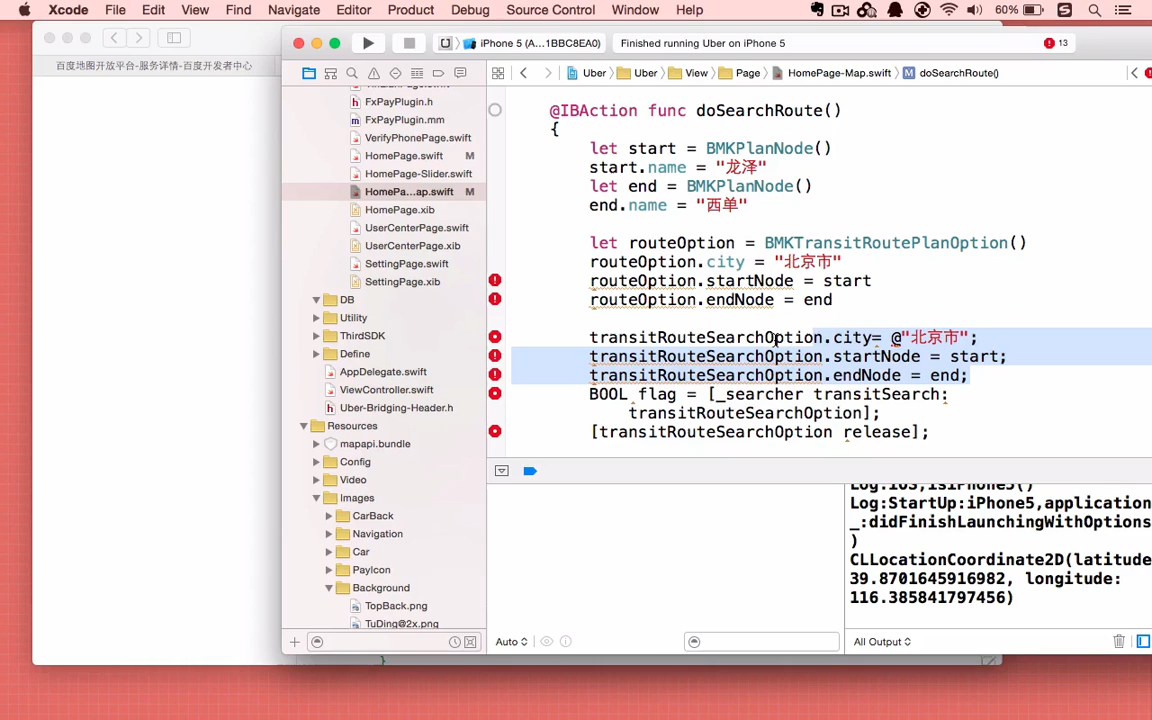 Xcode File Edit View Find Navigate Editor Product Debug Source Control Window Help 60%
iPhone 5 (A...1BBC8EA0) Finished running Uber on iPhone 5 13
百度地图开放平台-服务详情-百度开发者中心
Uber Uber View Page HomePage-Map.swift M doSearchRoute()
FxPayPlugin.h
FxPayPlugin.mm
VerifyPhonePage.swift
HomePage.swift M
HomePage-Slider.swift
HomePa...ap.swift M
HomePage.xib
UserCenterPage.swift
UserCenterPage.xib
SettingPage.swift
SettingPage.xib
DB
Utility
ThirdSDK
Define
AppDelegate.swift
ViewController.swift
Uber-Bridging-Header.h
Resources
mapapi.bundle
Config
Video
Images
CarBack
Navigation
Car
PayIcon
Background
TopBack.png
TuDing@2x.png
@IBAction func doSearchRoute()
{
let start = BMKPlanNode()
start.name = "龙泽"
let end = BMKPlanNode()
end.name = "西单"
let routeOption = BMKTransitRoutePlanOption()
routeOption.city = "北京市"
routeOption.startNode = start
routeOption.endNode = end
transitRouteSearchOption.city= @"北京市";
transitRouteSearchOption.startNode = start;
transitRouteSearchOption.endNode = end;
BOOL flag = [_searcher transitSearch:
transitRouteSearchOption];
[transitRouteSearchOption release];
Log:StartUp:iPhone5,application
_:didFinishLaunchingWithOptions
)
CLLocationCoordinate2D(latitude:
39.8701645916982, longitude:
116.385841797456)
Auto
All Output
}